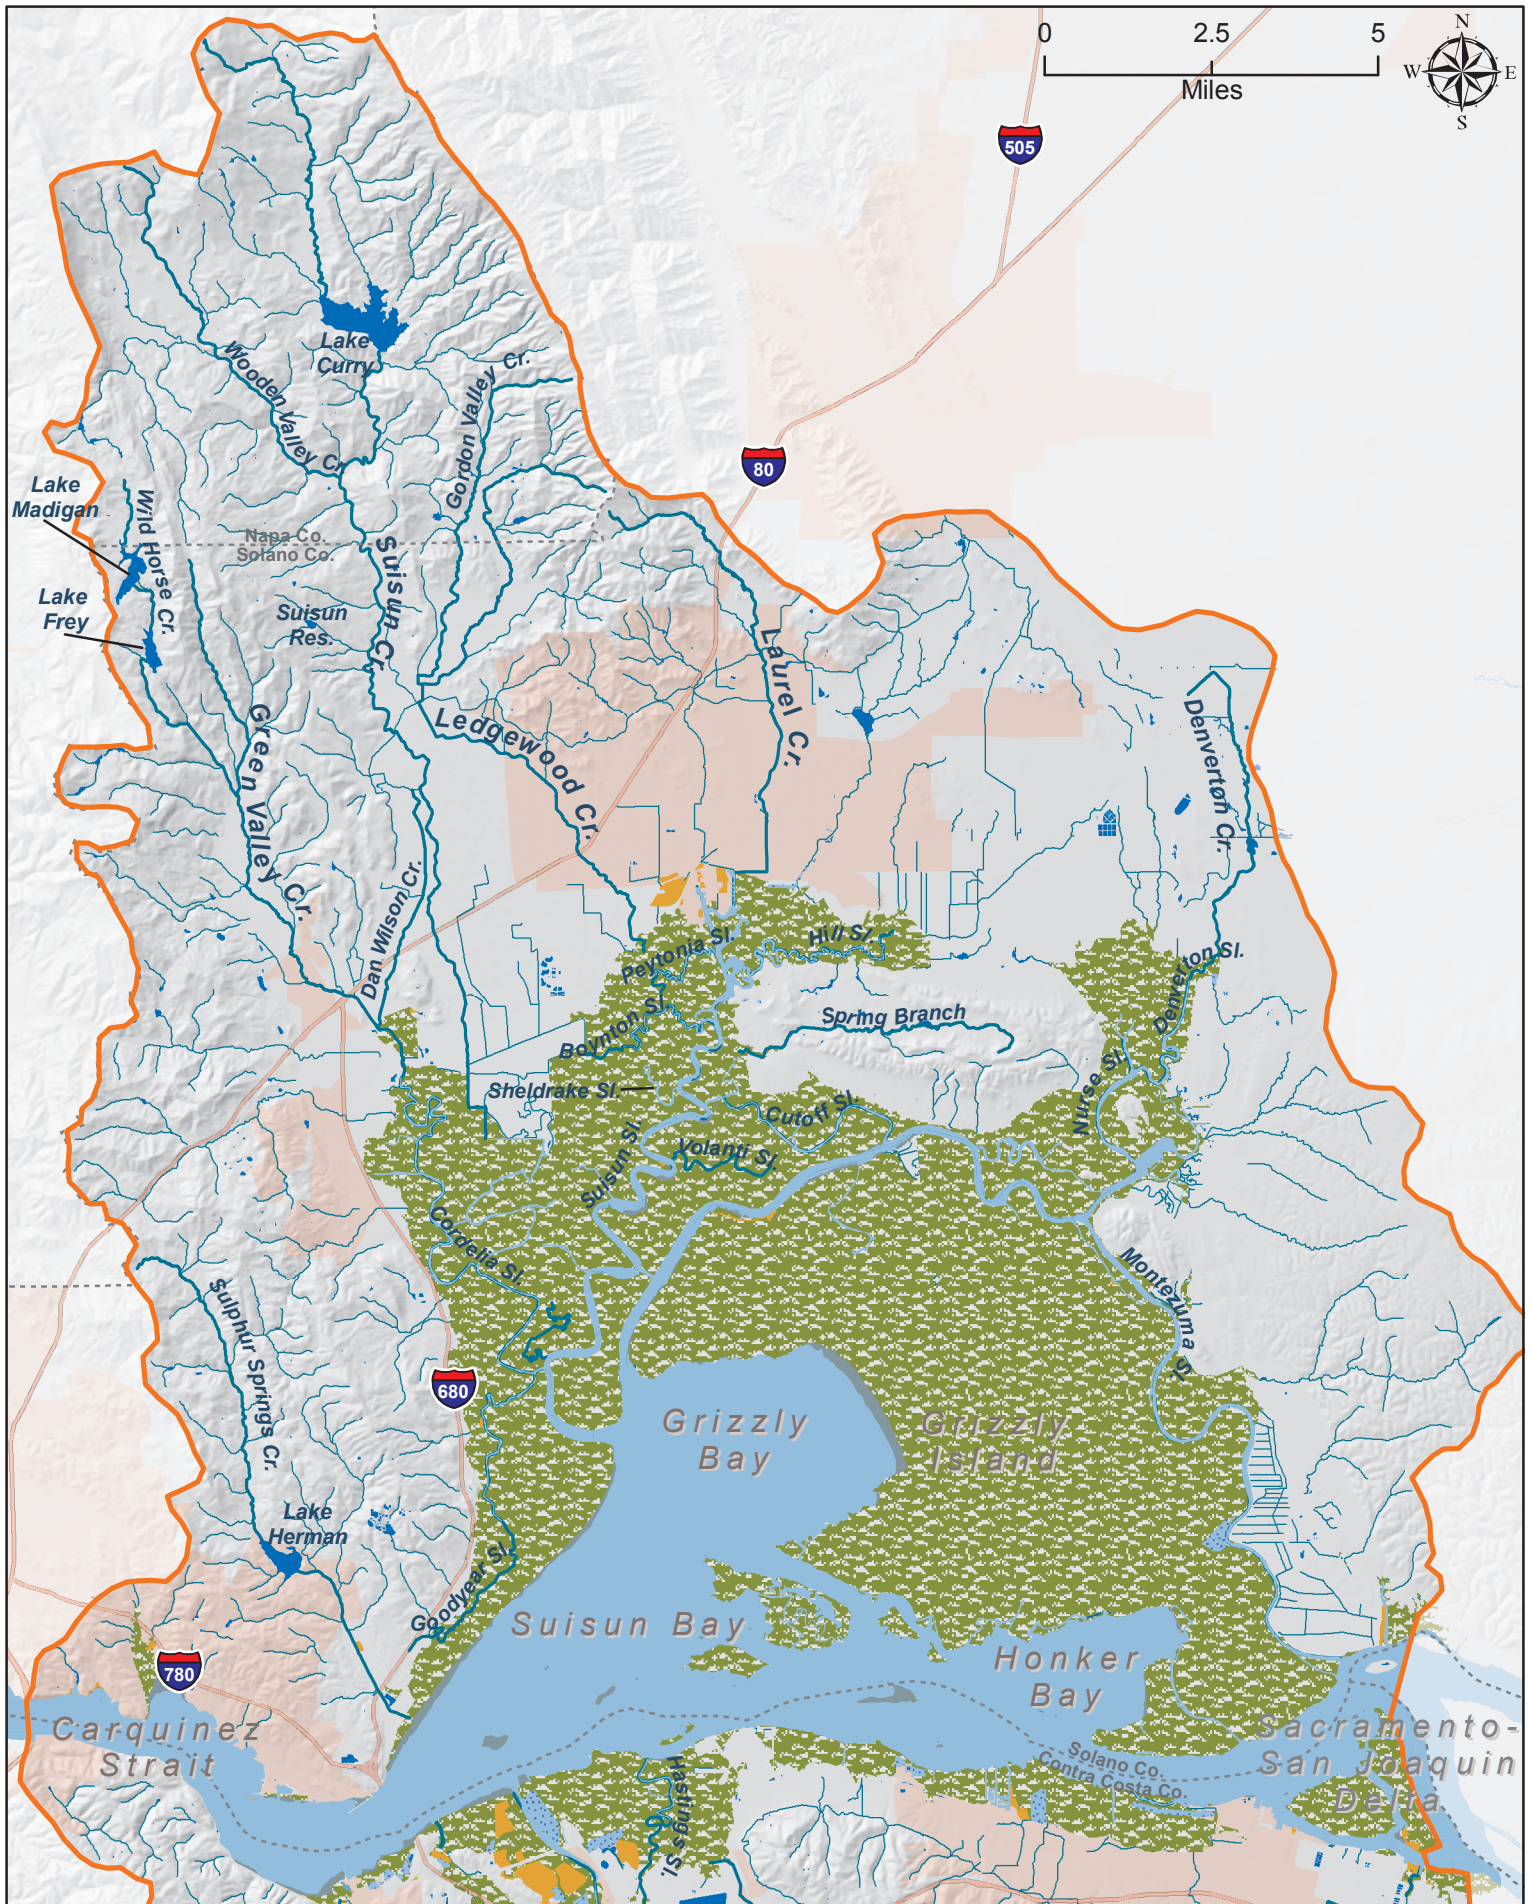 0 2.5 5
Miles
N
W E
S
505
Lake
Curry
Wooden Valley Cr.
Gordon Valley Cr.
80
Lake
Madigan
Wild Horse Cr.
Napa Co.
Solano Co.
Suisun Cr.
Lake
Frey
Suisun
Res.
Laurel Cr.
Ledgewood Cr.
Green Valley Cr.
Denverton Cr.
Dan Wilson Cr.
Peytonia Sl.
Hill Sl.
Denverton Sl.
Boynton Sl.
Spring Branch
Sheldrake Sl.
Nurse Sl.
Cutoff Sl.
Volanti Sl.
Suisun Sl.
Cordelia Sl.
Montezuma Sl.
Sulphur Springs Cr.
680
Grizzly
Bay
Grizzly
Island
Lake
Herman
Goodyear Sl.
Suisun Bay
Honker
Bay
780
Carquinez
Strait
Sacramento-
San Joaquin
Delta
Solano Co.
Contra Costa Co.
Hastings Sl.